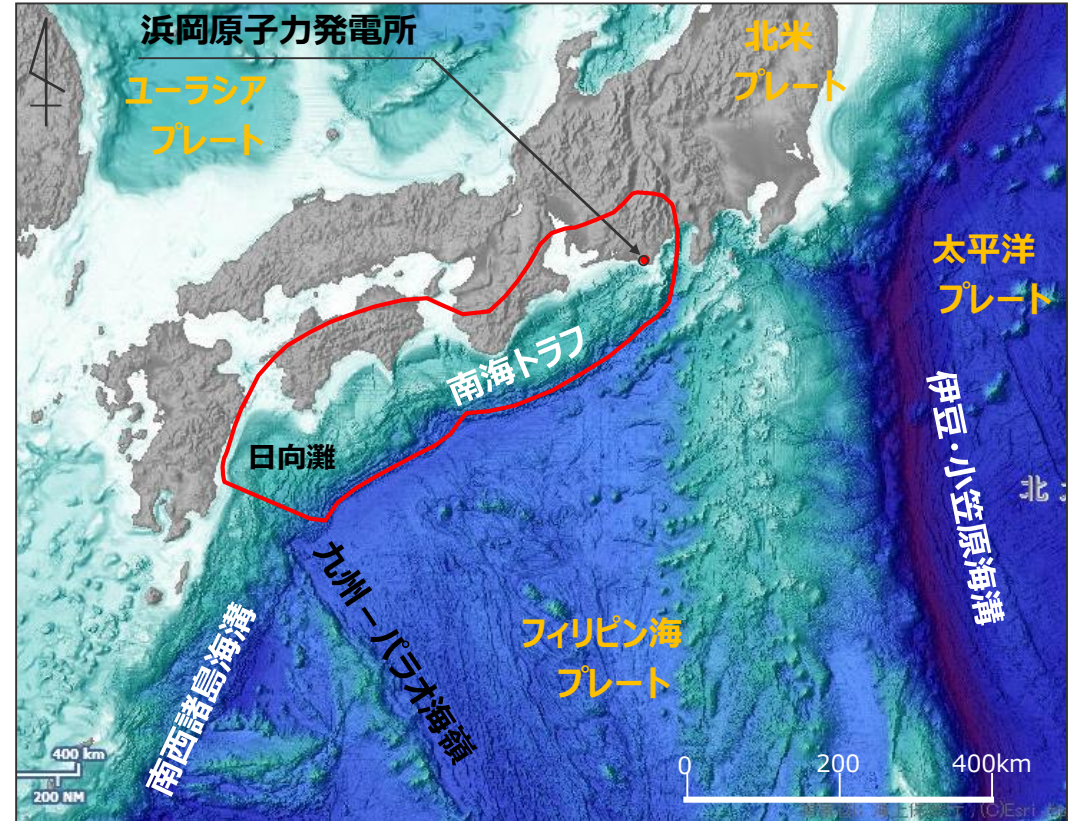 浜岡原子力発電所
北米
プレート
ユーラシア
プレート
太平洋
プレート
南海トラフ
伊豆・小笠原海溝
日向灘
北
九州－パラオ海嶺
フィリピン海
プレート
南西諸島海溝
400 km
200 NM
0 200 400km
(C)Esri